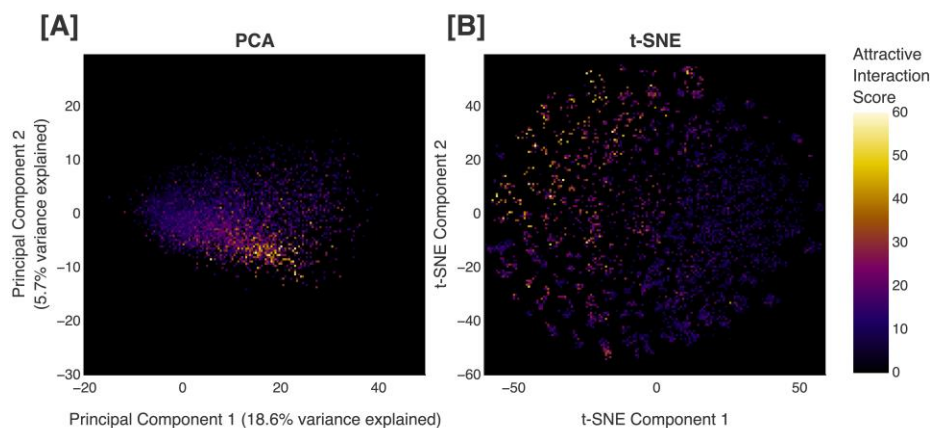 [A]
PCA
Principal Component 2
(5.7% variance explained)
20
10
0
−10
−20
−30
−20
0
20
40
Principal Component 1 (18.6% variance explained)
[B]
t-SNE
t-SNE Component 2
40
20
0
−20
−40
−60
−50
0
50
t-SNE Component 1
Attractive
Interaction
Score
60
50
40
30
20
10
0